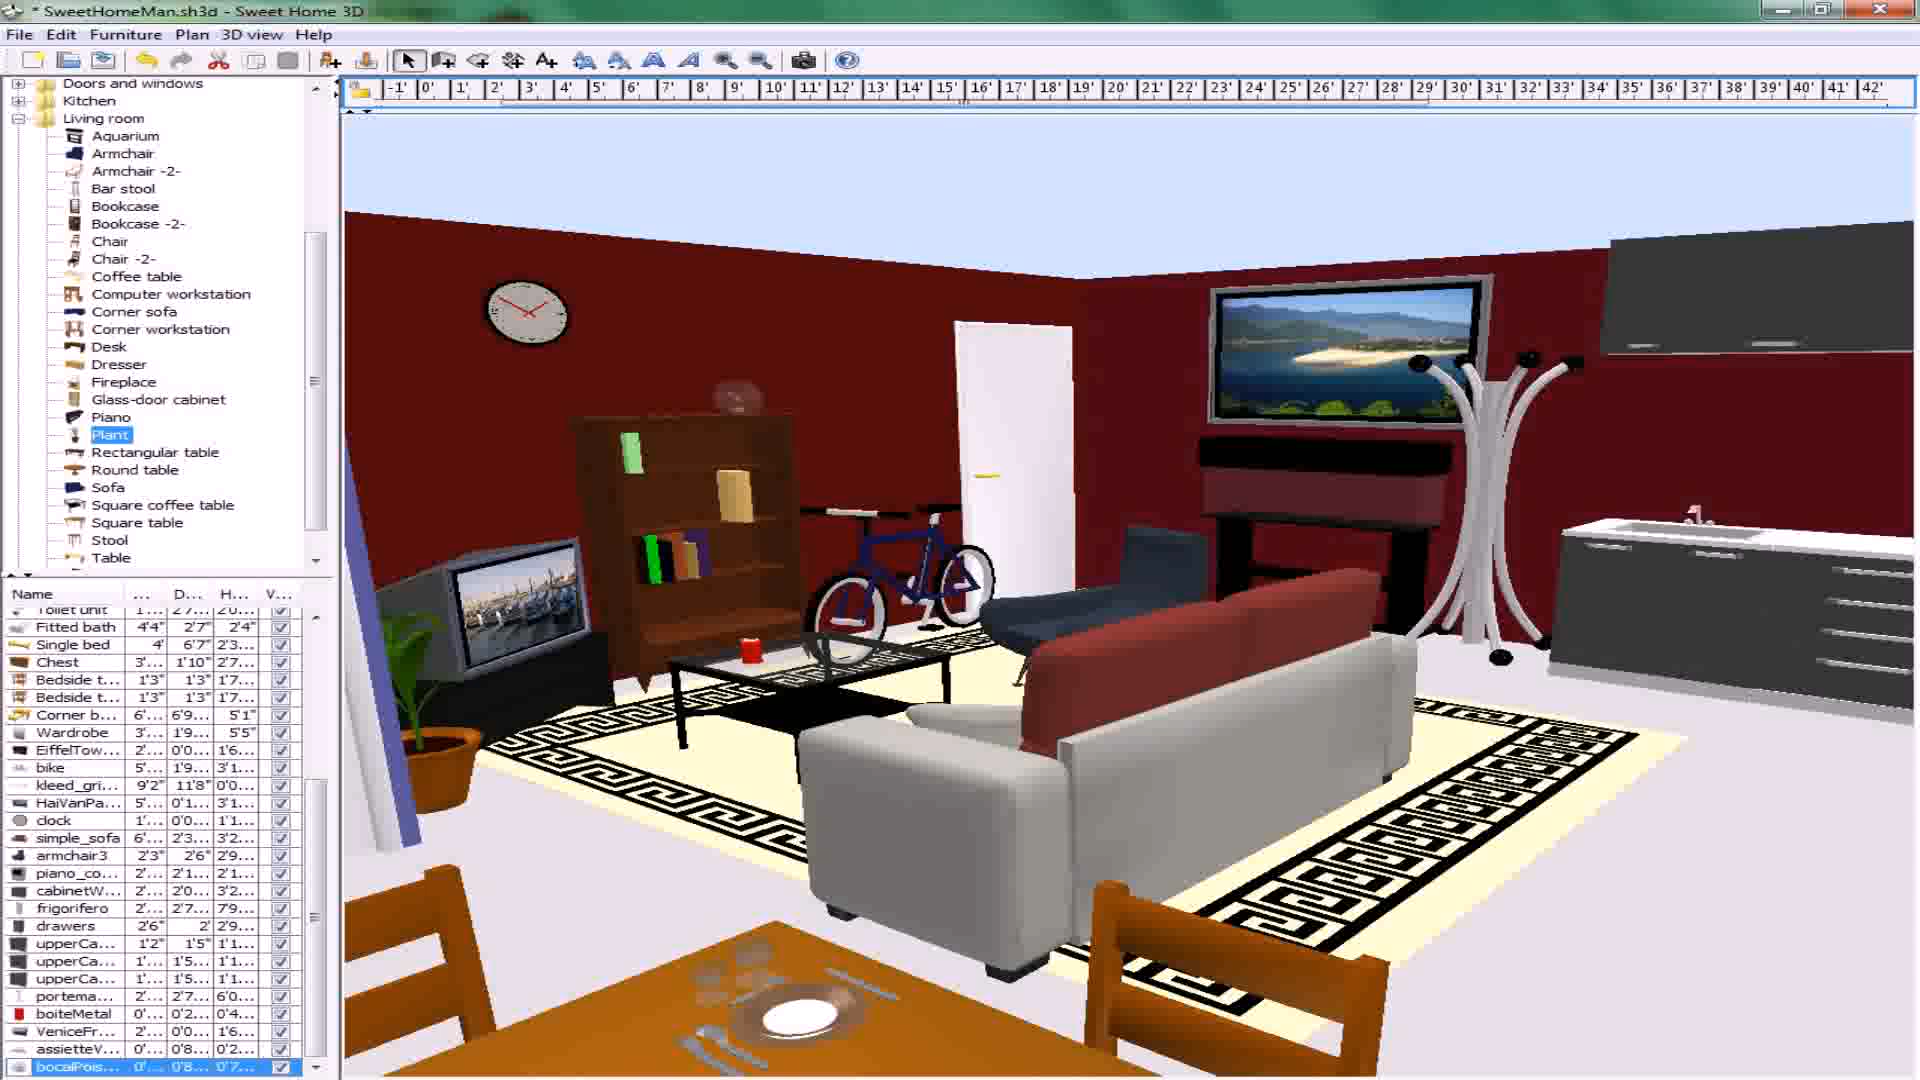 * SweetHomeMan.sh3d - Sweet Home 3D
File Edit Furniture Plan 3D view Help
-1' 0' 1' 2' 3' 4' 5' 6' 7' 8' 9' 10' 11' 12' 13' 14' 15' 16' 17' 18' 19' 20' 21' 22' 23' 24' 25' 26' 27' 28' 29' 30' 31' 32' 33' 34' 35' 36' 37' 38' 39' 40' 41' 42'
Doors and windows
Kitchen
Living room
Aquarium
Armchair
Armchair -2-
Bar stool
Bookcase
Bookcase -2-
Chair
Chair -2-
Coffee table
Computer workstation
Corner sofa
Corner workstation
Desk
Dresser
Fireplace
Glass-door cabinet
Piano
Plant
Rectangular table
Round table
Sofa
Square coffee table
Square table
Stool
Table
Name ... D... H... V...
Toilet unit 1'... 2'7... 2'0...
Fitted bath 4'4" 2'7" 2'4"
Single bed 4' 6'7" 2'3...
Chest 3'... 1'10" 2'7...
Bedside t... 1'3" 1'3" 1'7...
Bedside t... 1'3" 1'3" 1'7...
Corner b... 6'... 6'9... 5'1"
Wardrobe 3'... 1'9... 5'5"
EiffelTow... 2'... 0'0... 1'6...
bike 5'... 1'9... 3'1...
kleed_gri... 9'2" 11'8" 0'0...
HaiVanPa... 5'... 0'1... 3'1...
clock 1'... 0'0... 1'1...
simple_sofa 6'... 2'3... 3'2...
armchair3 2'3" 2'6" 2'9...
piano_co... 2'... 2'1... 2'1...
cabinetW... 2'... 2'0... 3'2...
frigorifero 2'... 2'7... 7'9...
drawers 2'6" 2' 2'9...
upperCa... 1'2" 1'5" 1'1...
upperCa... 1'... 1'5... 1'1...
upperCa... 1'... 1'5... 1'1...
portema... 2'... 2'7... 6'0...
boiteMetal 0'... 0'2... 0'4...
VeniceFr... 2'... 0'0... 1'6...
assietteV... 0'... 0'8... 0'2...
bocalPois... 0'... 0'8... 0'7...